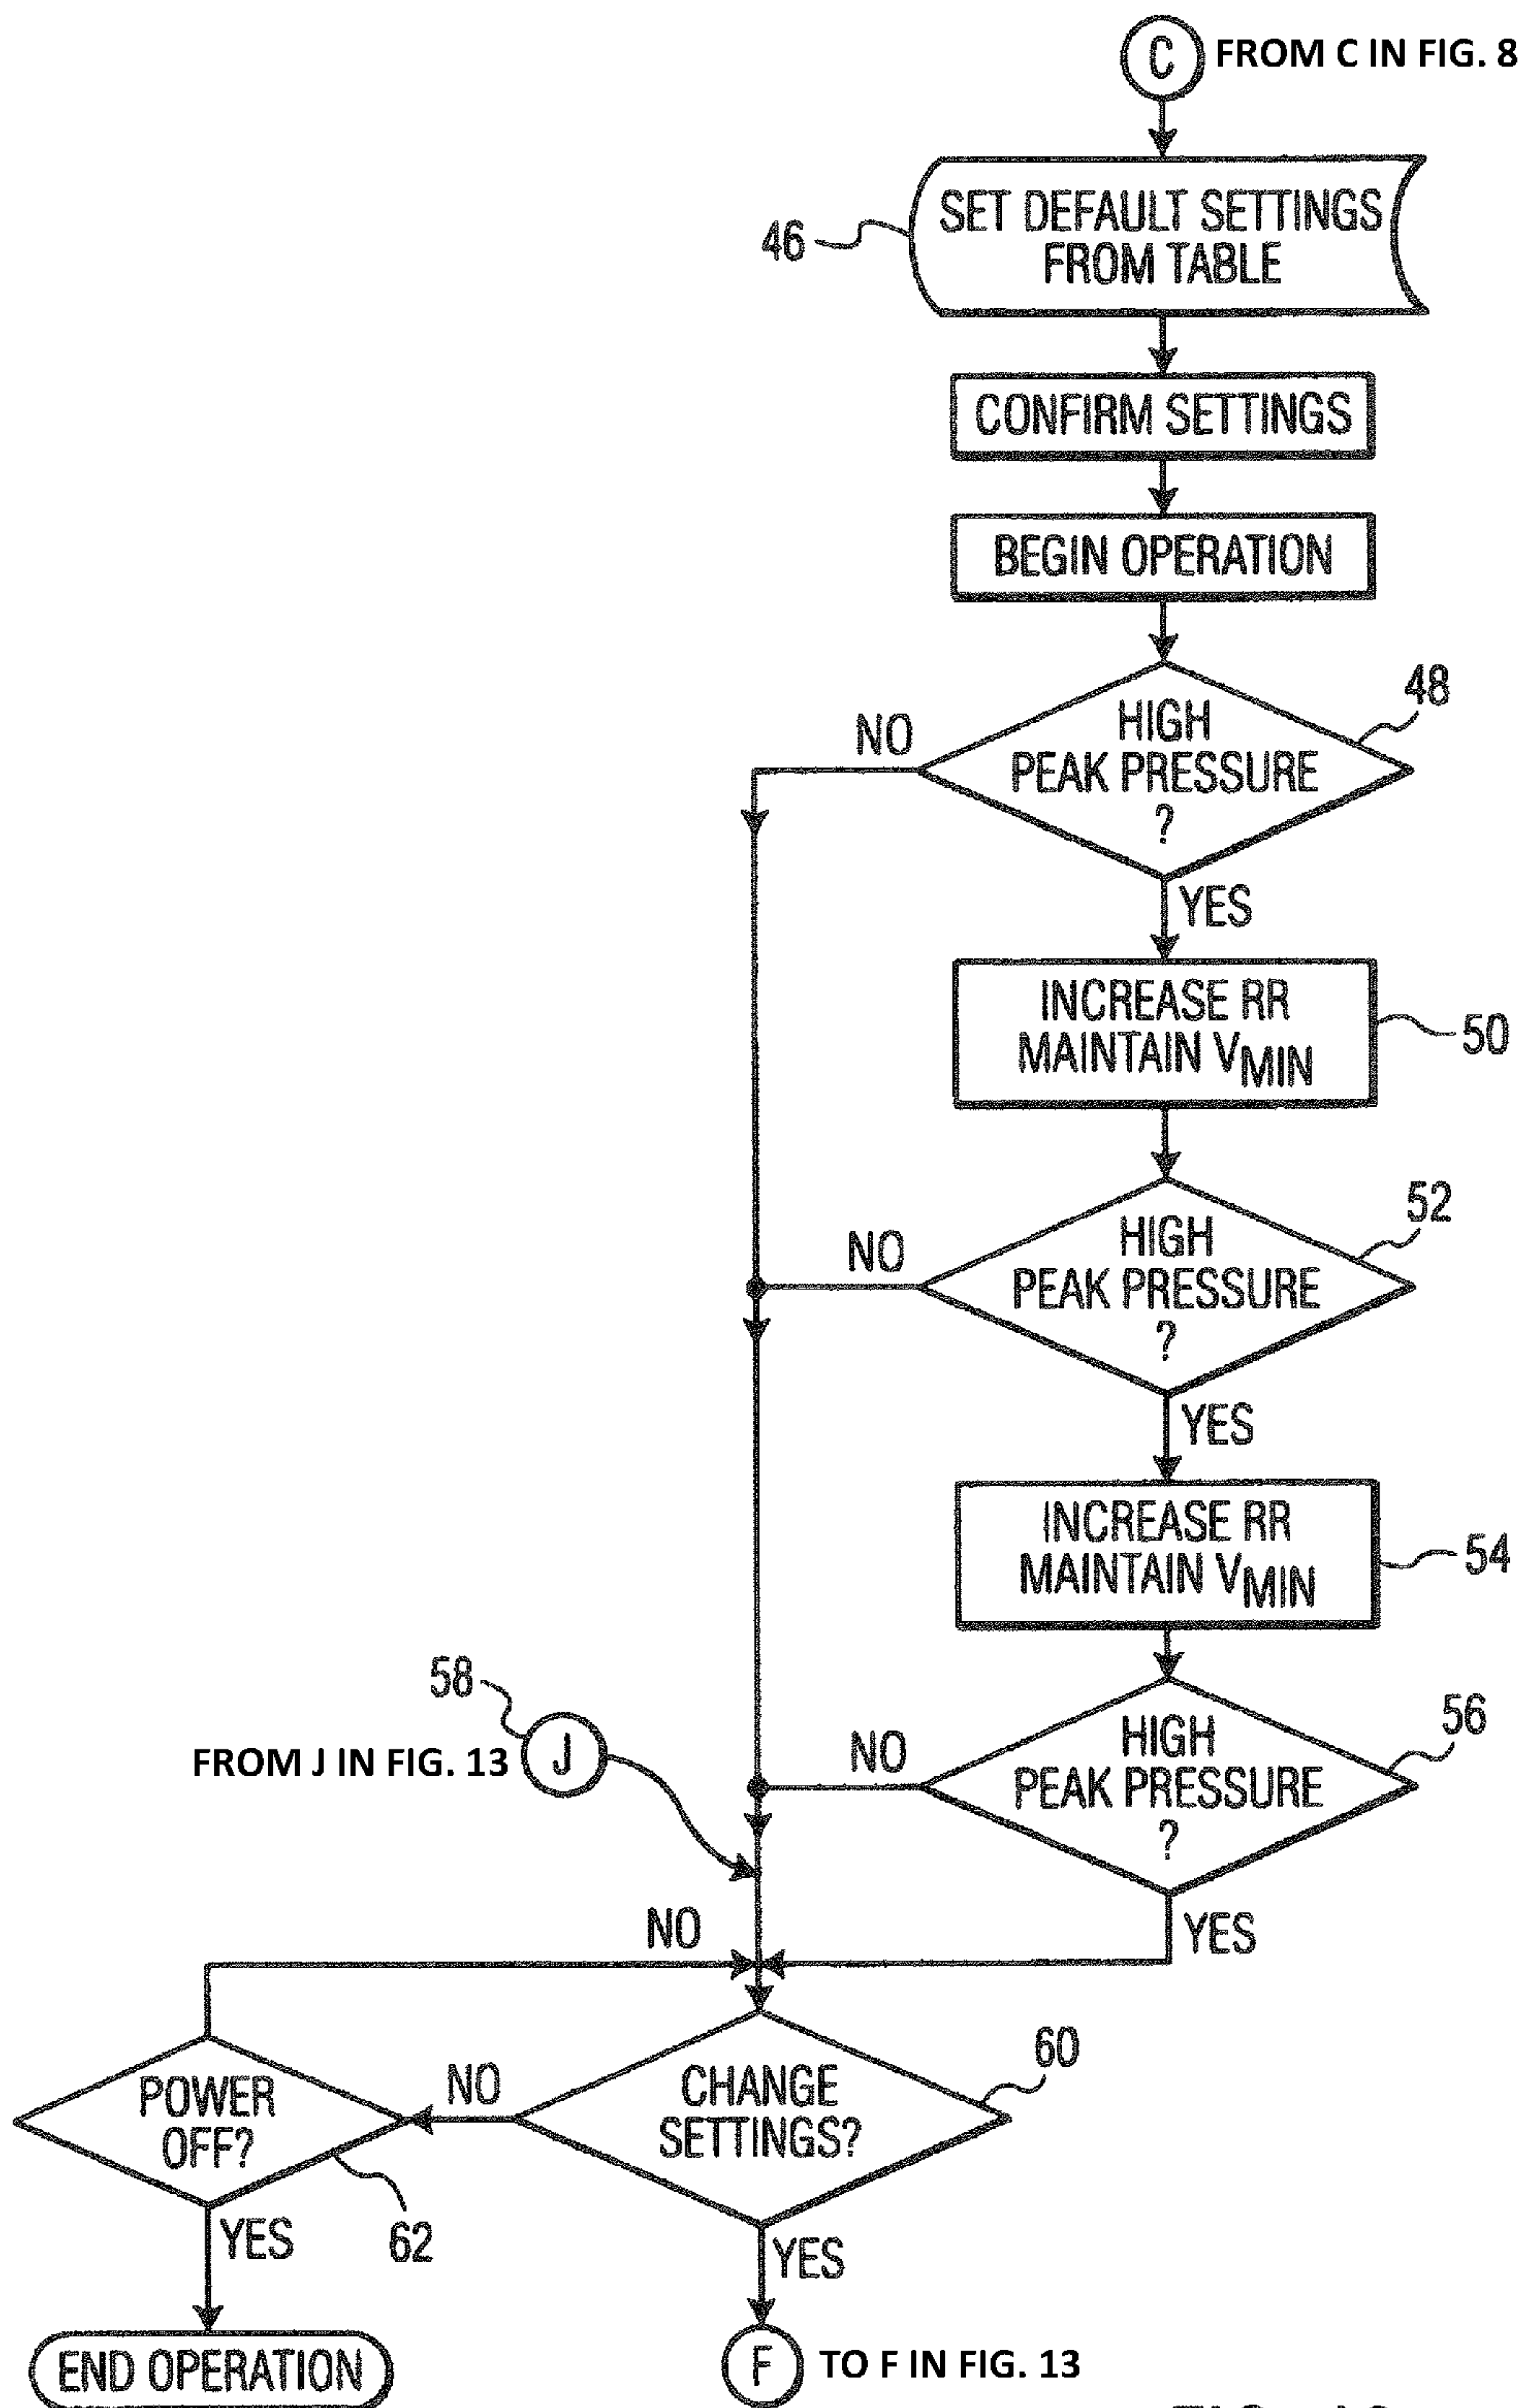 C FROM C IN FIG. 8
SET DEFAULT SETTINGS
FROM TABLE
46
CONFIRM SETTINGS
BEGIN OPERATION
48
NO
HIGH
PEAK PRESSURE
?
YES
INCREASE RR
MAINTAIN VMIN
50
52
NO
HIGH
PEAK PRESSURE
?
YES
INCREASE RR
MAINTAIN VMIN
54
58
FROM J IN FIG. 13 J
56
NO
HIGH
PEAK PRESSURE
?
YES
NO
60
POWER
OFF?
NO
CHANGE
SETTINGS?
YES
62
YES
END OPERATION
F TO F IN FIG. 13